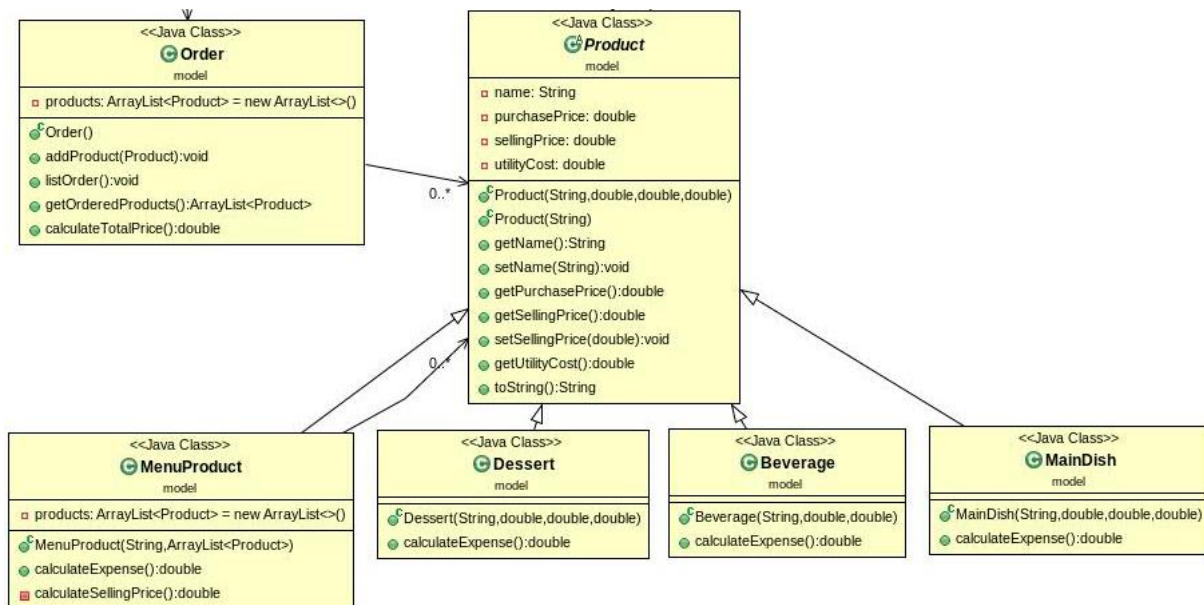 <<Java Class>>
Order
model
products: ArrayList<Product> = new ArrayList<>()
Order()
addProduct(Product):void
listOrder():void
getOrderedProducts():ArrayList<Product>
calculateTotalPrice():double
<<Java Class>>
Product
model
name: String
purchasePrice: double
sellingPrice: double
utilityCost: double
Product(String,double,double,double)
Product(String)
getName():String
setName(String):void
getPurchasePrice():double
getSellingPrice():double
setSellingPrice(double):void
getUtilityCost():double
toString():String
0..*
0..*
<<Java Class>>
MenuProduct
model
products: ArrayList<Product> = new ArrayList<>()
MenuProduct(String,ArrayList<Product>)
calculateExpense():double
calculateSellingPrice():double
<<Java Class>>
Dessert
model
Dessert(String,double,double,double)
calculateExpense():double
<<Java Class>>
Beverage
model
Beverage(String,double,double)
calculateExpense():double
<<Java Class>>
MainDish
model
MainDish(String,double,double,double)
calculateExpense():double